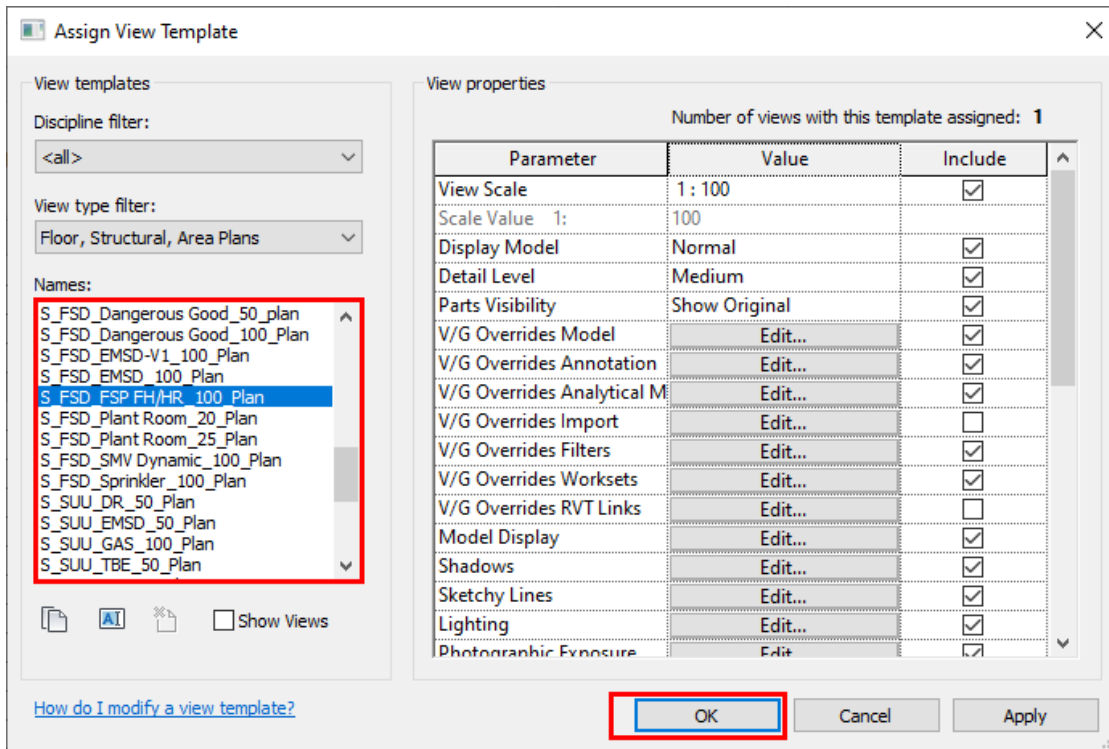 Assign View Template
View templates
Discipline filter:
<all>
View type filter:
Floor, Structural, Area Plans
Names:
S_FSD_Dangerous Good_50_plan
S_FSD_Dangerous Good_100_Plan
S_FSD_EMSD-V1_100_Plan
S_FSD_EMSD_100_Plan
S_FSD_FSP FH/HR_100_Plan
S_FSD_Plant Room_20_Plan
S_FSD_Plant Room_25_Plan
S_FSD_SMV Dynamic_100_Plan
S_FSD_Sprinkler_100_Plan
S_SUU_DR_50_Plan
S_SUU_EMSD_50_Plan
S_SUU_GAS_100_Plan
S_SUU_TBE_50_Plan
AI
Show Views
How do I modify a view template?
View properties
Number of views with this template assigned: 1
Parameter Value Include
View Scale 1 : 100
Scale Value 1: 100
Display Model Normal
Detail Level Medium
Parts Visibility Show Original
V/G Overrides Model Edit...
V/G Overrides Annotation Edit...
V/G Overrides Analytical M Edit...
V/G Overrides Import Edit...
V/G Overrides Filters Edit...
V/G Overrides Worksets Edit...
V/G Overrides RVT Links Edit...
Model Display Edit...
Shadows Edit...
Sketchy Lines Edit...
Lighting Edit...
Photographic Exposure Edit
OK Cancel Apply